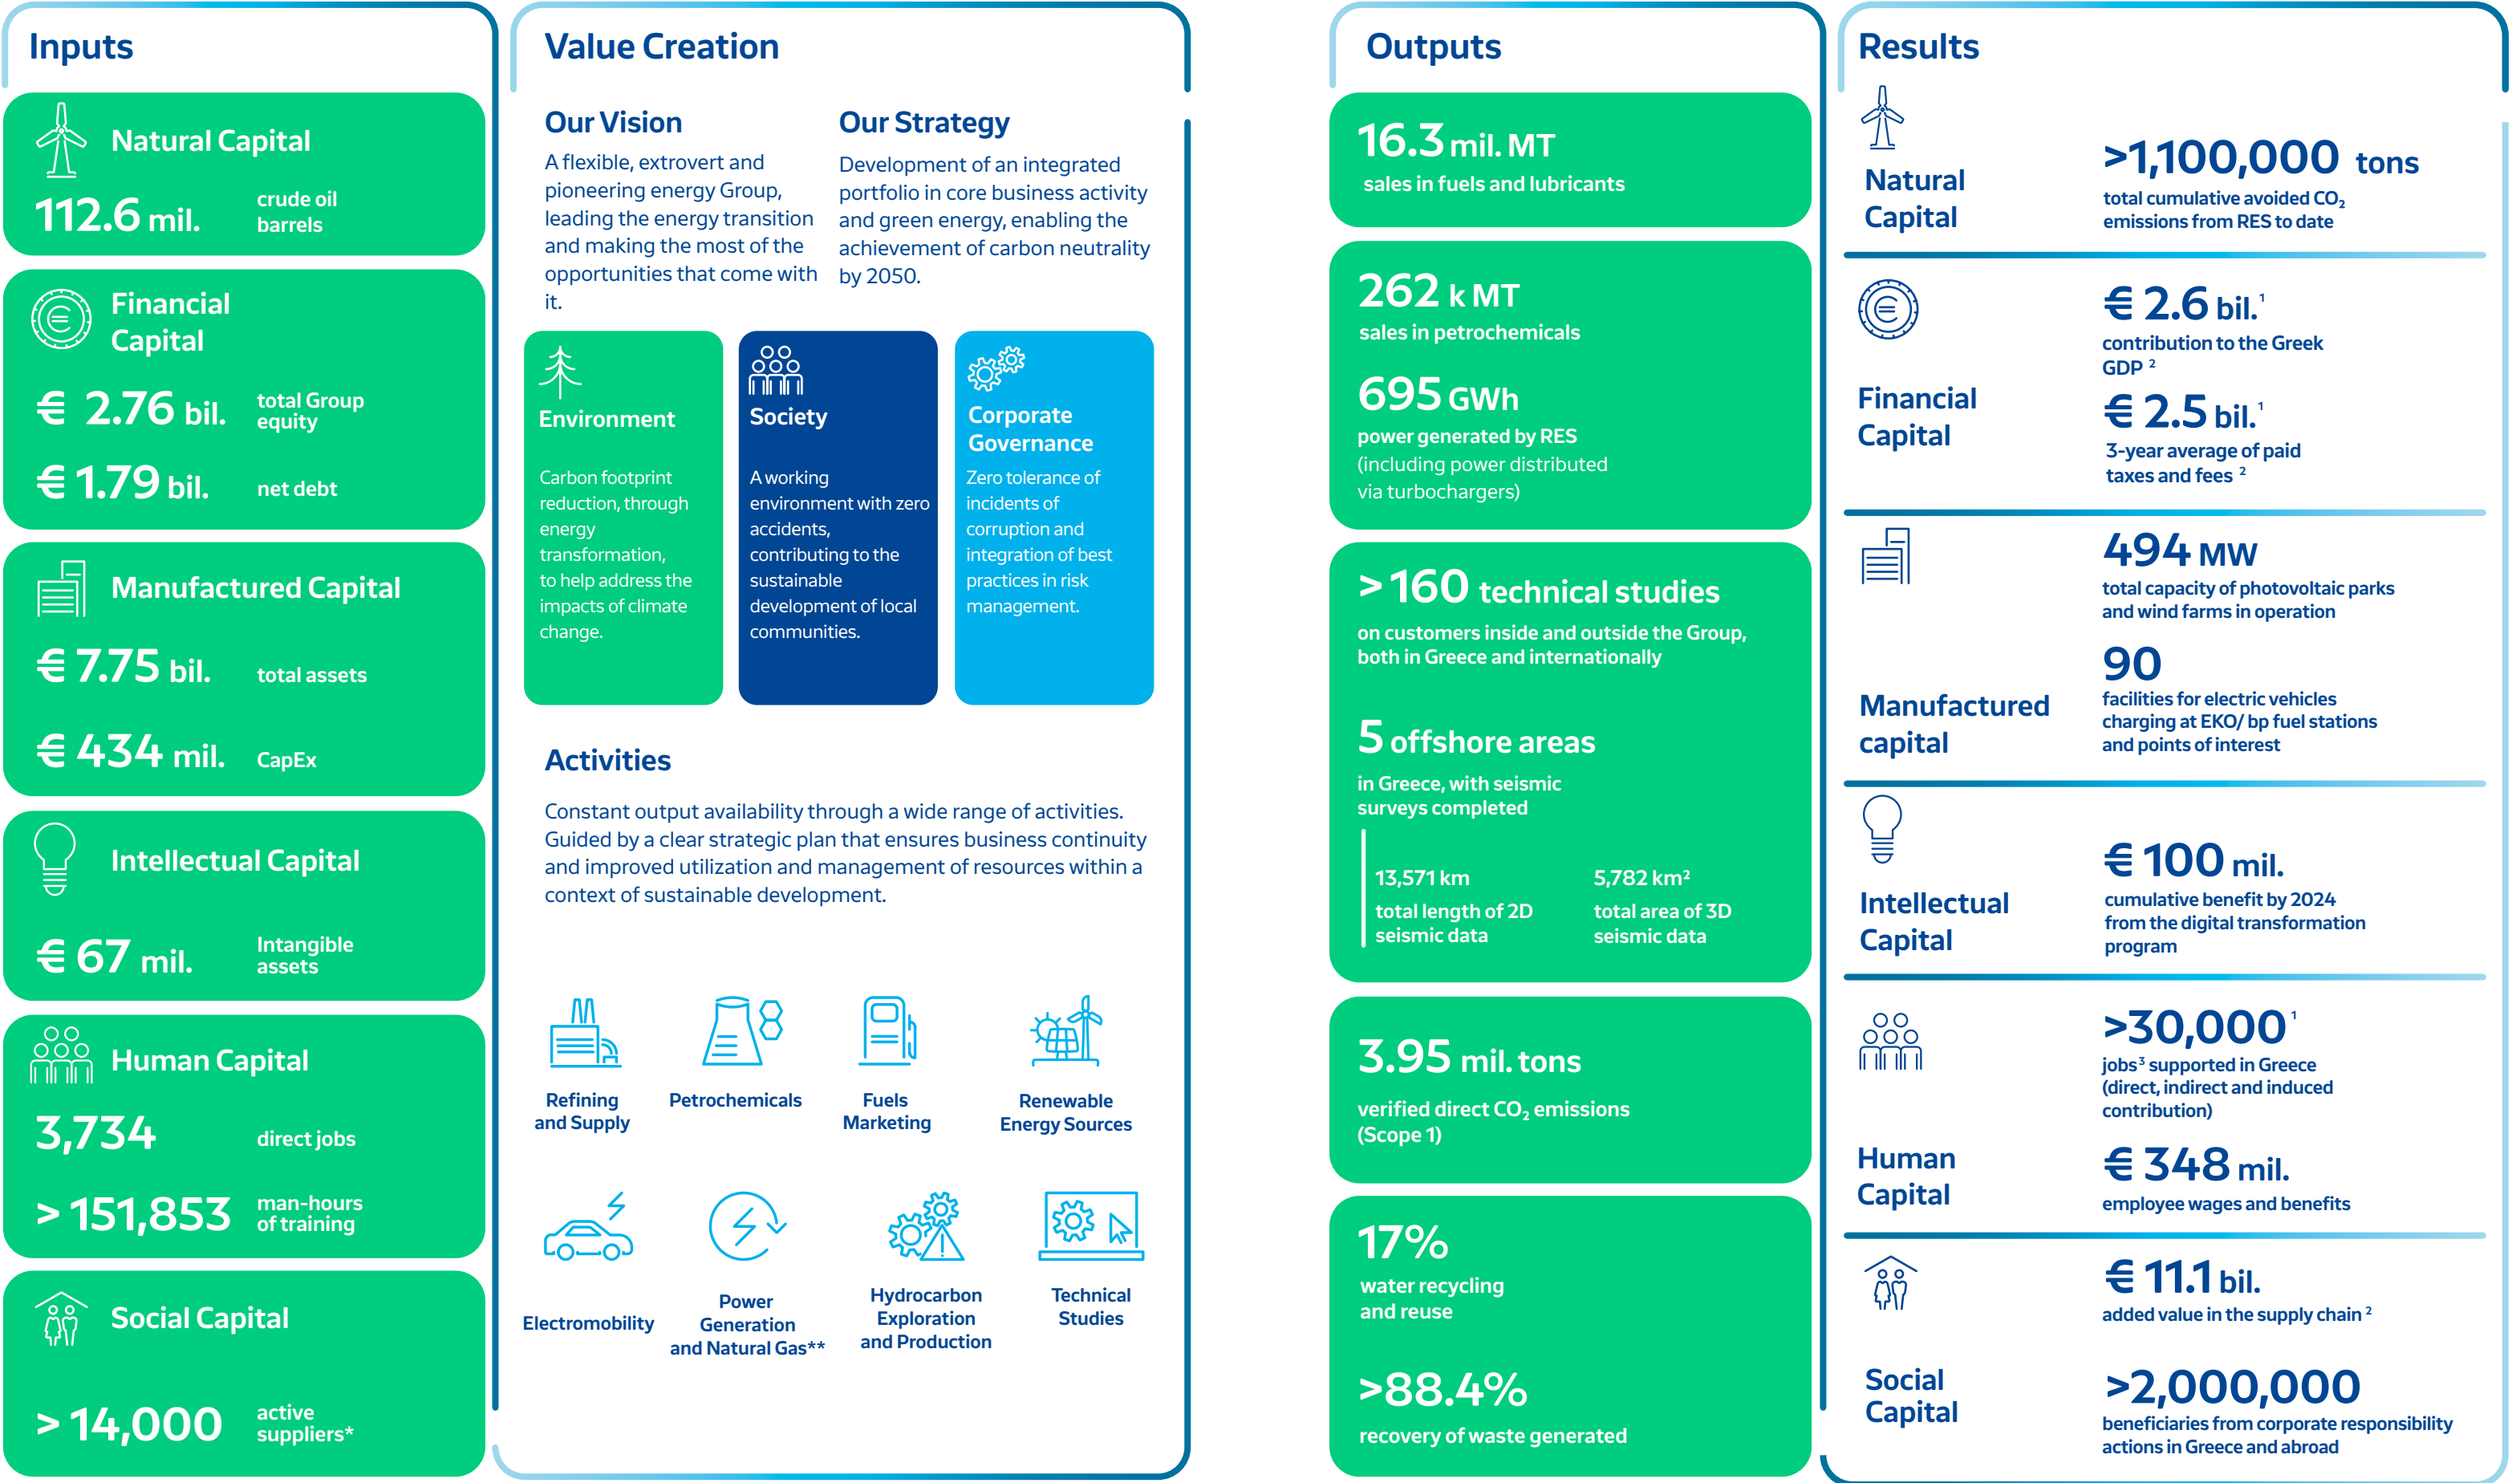 Inputs
Natural Capital
112.6 mil.
crude oil
barrels
Financial
Capital
€ 2.76 bil.
total Group
equity
€ 1.79 bil.
net debt
Manufactured Capital
€ 7.75 bil.
total assets
€ 434 mil.
CapEx
Intellectual Capital
€ 67 mil.
Intangible
assets
Human Capital
3,734
direct jobs
> 151,853
man-hours
of training
Social Capital
> 14,000
active
suppliers*
Value Creation
Our Vision
A flexible, extrovert and
pioneering energy Group,
leading the energy transition
and making the most of the
opportunities that come with
it.
Our Strategy
Development of an integrated
portfolio in core business activity
and green energy, enabling the
achievement of carbon neutrality
by 2050.
Environment
Carbon footprint
reduction, through
energy
transformation,
to help address the
impacts of climate
change.
Society
A working
environment with zero
accidents,
contributing to the
sustainable
development of local
communities.
Corporate
Governance
Zero tolerance of
incidents of
corruption and
integration of best
practices in risk
management.
Activities
Constant output availability through a wide range of activities.
Guided by a clear strategic plan that ensures business continuity
and improved utilization and management of resources within a
context of sustainable development.
Refining
and Supply
Petrochemicals
Fuels
Marketing
Renewable
Energy Sources
Electromobility
Power
Generation
and Natural Gas**
Hydrocarbon
Exploration
and Production
Technical
Studies
Outputs
16.3 mil. MT
sales in fuels and lubricants
262 k MT
sales in petrochemicals
695 GWh
power generated by RES
(including power distributed
via turbochargers)
> 160 technical studies
on customers inside and outside the Group,
both in Greece and internationally
5 offshore areas
in Greece, with seismic
surveys completed
13,571 km
total length of 2D
seismic data
5,782 km²
total area of 3D
seismic data
3.95 mil. tons
verified direct CO₂ emissions
(Scope 1)
17%
water recycling
and reuse
>88.4%
recovery of waste generated
Results
Natural
Capital
>1,100,000 tons
total cumulative avoided CO₂
emissions from RES to date
Financial
Capital
€ 2.6 bil.¹
contribution to the Greek
GDP ²
€ 2.5 bil.¹
3-year average of paid
taxes and fees ²
Manufactured
capital
494 MW
total capacity of photovoltaic parks
and wind farms in operation
90
facilities for electric vehicles
charging at EKO/ bp fuel stations
and points of interest
Intellectual
Capital
€ 100 mil.
cumulative benefit by 2024
from the digital transformation
program
Human
Capital
>30,000¹
jobs³ supported in Greece
(direct, indirect and induced
contribution)
€ 348 mil.
employee wages and benefits
Social
Capital
€ 11.1 bil.
added value in the supply chain ²
>2,000,000
beneficiaries from corporate responsibility
actions in Greece and abroad